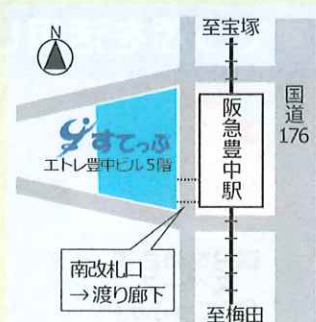 N
至宝塚
阪急豊中駅
国道
176
すてっぷ
エトレ豊中ビル5階
南改札口
→渡り廊下
至梅田